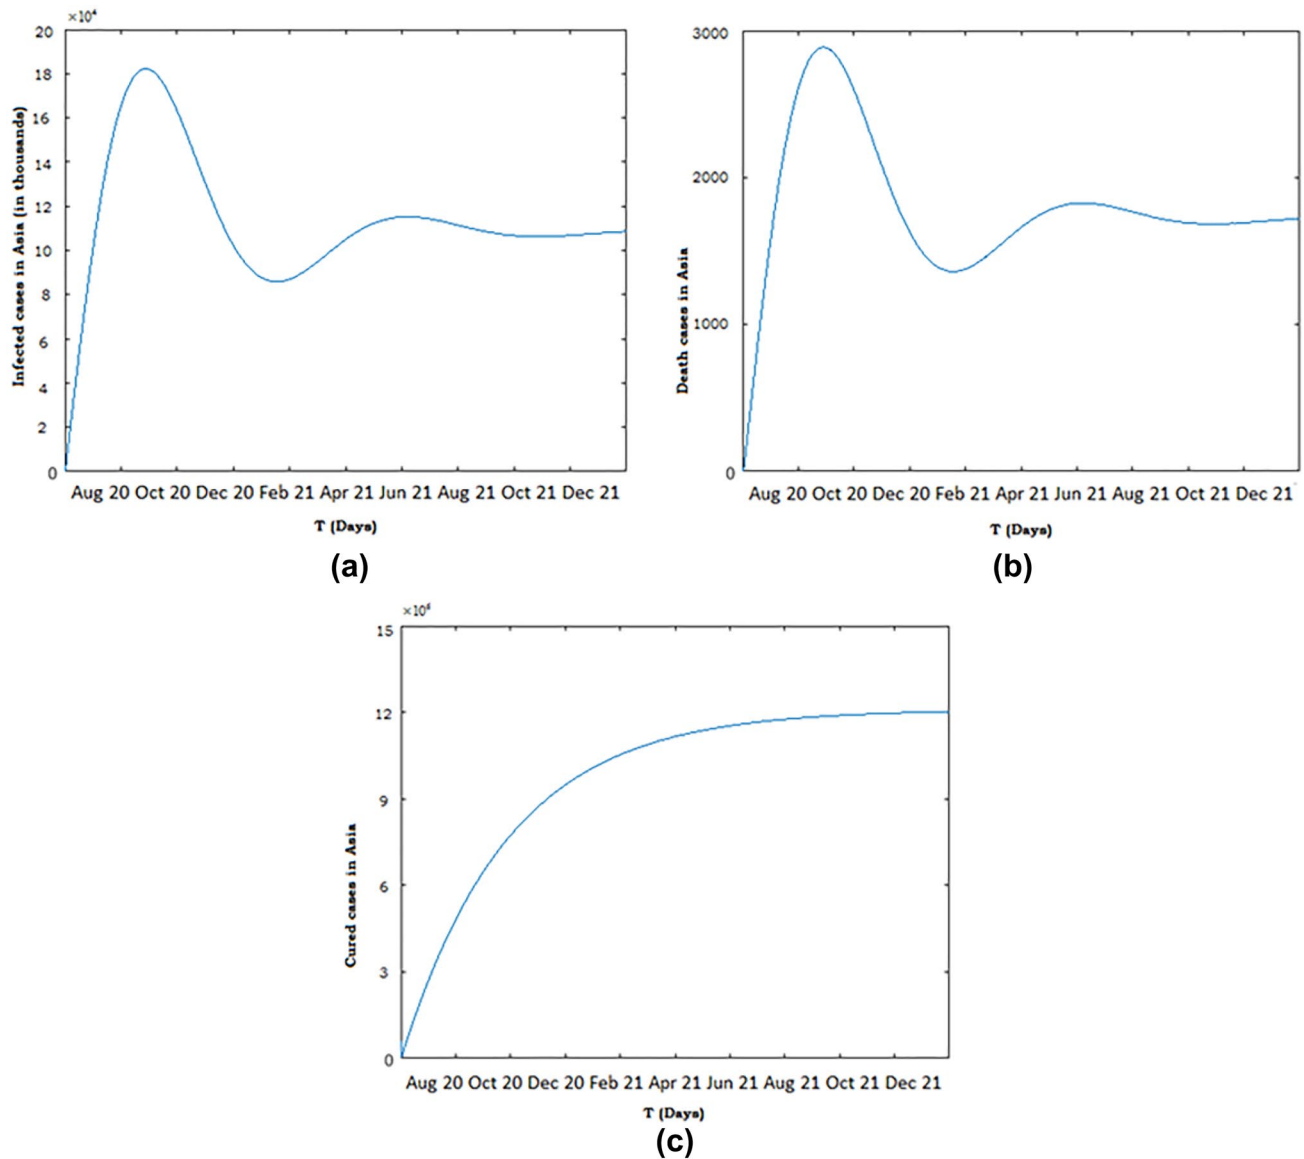 ×10⁴
20
18
16
14
12
10
8
6
4
2
0
Infected cases in Asia (in thousands)
Aug 20 Oct 20 Dec 20 Feb 21 Apr 21 Jun 21 Aug 21 Oct 21 Dec 21
T (Days)
(a)
3000
2000
1000
0
Death cases in Asia
Aug 20 Oct 20 Dec 20 Feb 21 Apr 21 Jun 21 Aug 21 Oct 21 Dec 21
T (Days)
(b)
15
12
9
6
3
0
Cured cases in Asia
Aug 20 Oct 20 Dec 20 Feb 21 Apr 21 Jun 21 Aug 21 Oct 21 Dec 21
T (Days)
(c)